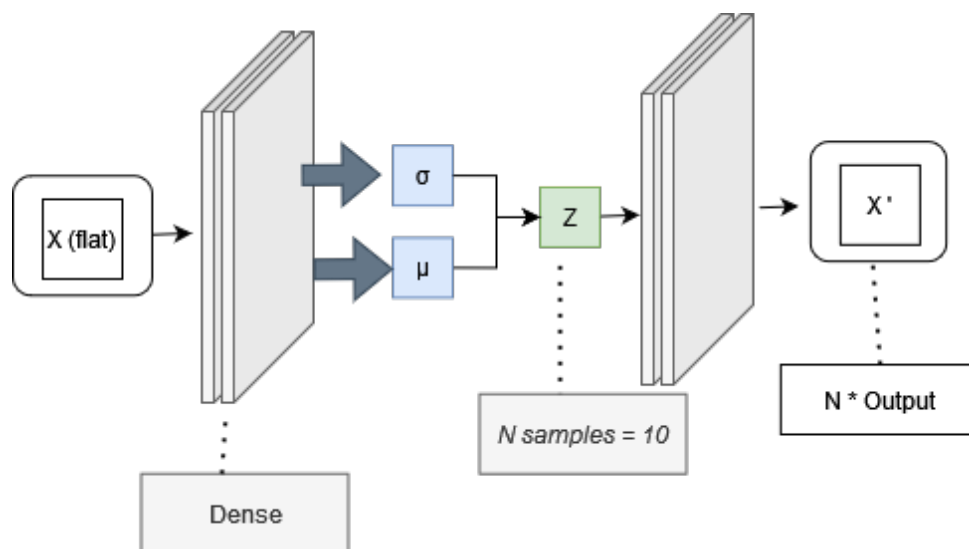 X (flat)
σ
μ
Z
X '
N samples = 10
N * Output
Dense